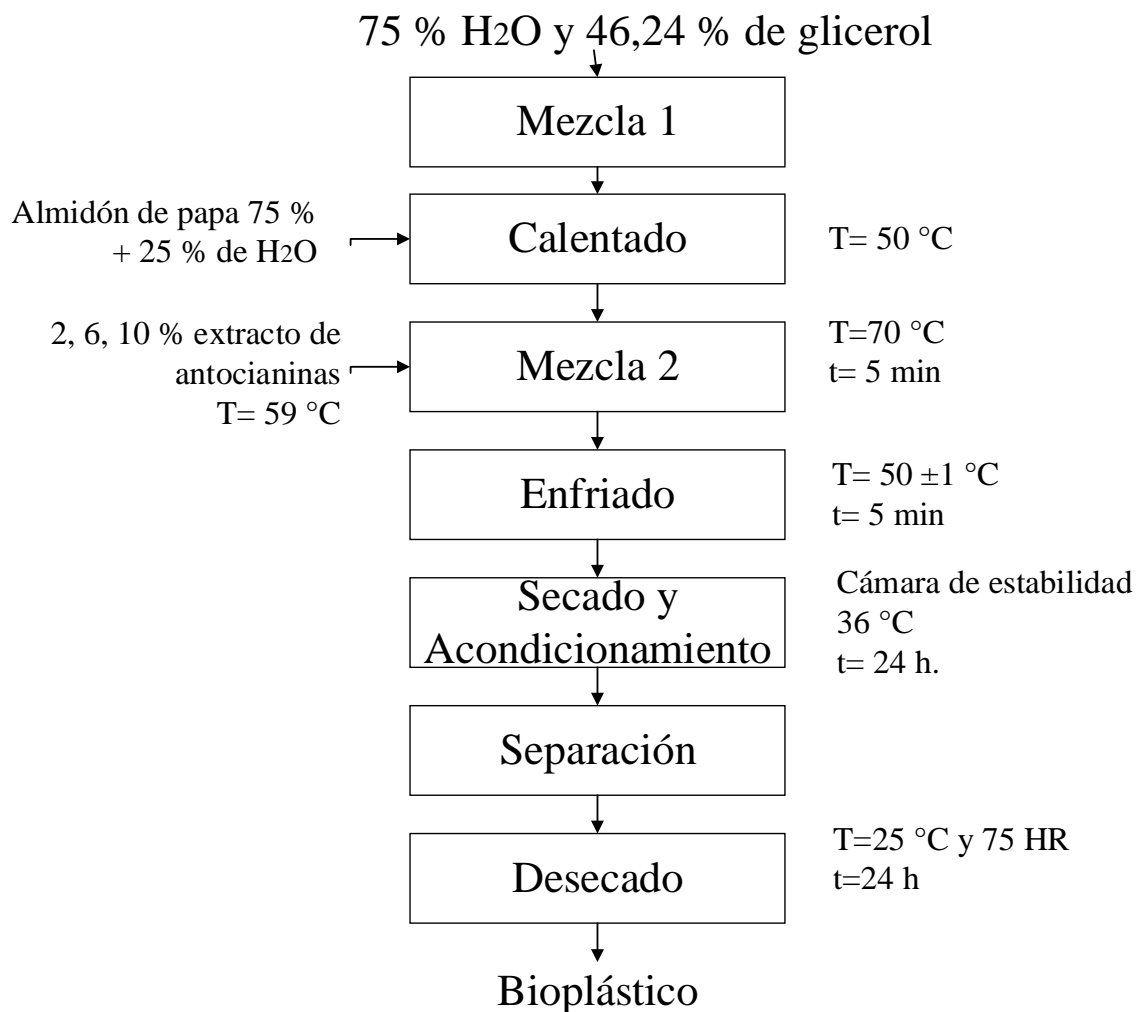 75 % H2O y 46,24 % de glicerol
Mezcla 1
Almidón de papa 75 %
+ 25 % de H2O
Calentado
T= 50 °C
2, 6, 10 % extracto de
antocianinas
T= 59 °C
Mezcla 2
T=70 °C
t= 5 min
Enfriado
T= 50 ±1 °C
t= 5 min
Secado y
Acondicionamiento
Cámara de estabilidad
36 °C
t= 24 h.
Separación
Desecado
T=25 °C y 75 HR
t=24 h
Bioplástico